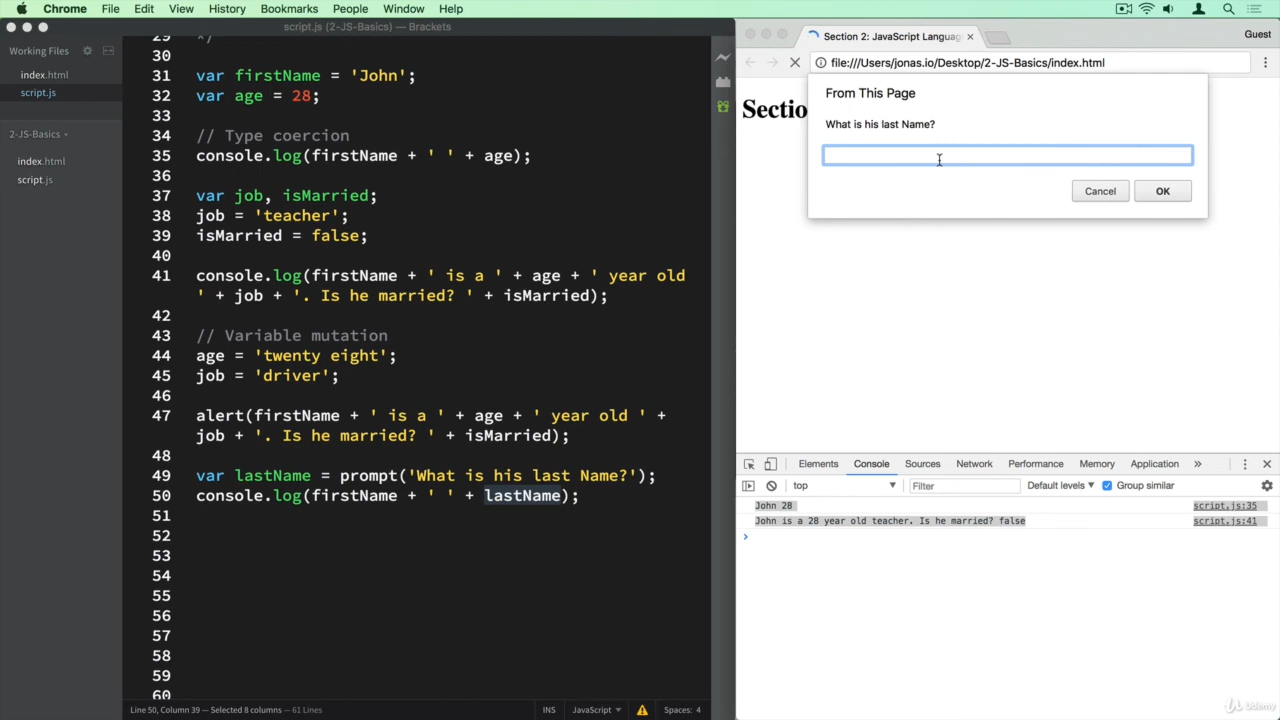 Chrome File Edit View History Bookmarks People Window Help
script.js (2-JS-Basics) — Brackets
Working Files
index.html
script.js
2-JS-Basics
index.html
script.js
29 */
30
31 var firstName = 'John';
32 var age = 28;
33
34 // Type coercion
35 console.log(firstName + ' ' + age);
36
37 var job, isMarried;
38 job = 'teacher';
39 isMarried = false;
40
41 console.log(firstName + ' is a ' + age + ' year old
' + job + '. Is he married? ' + isMarried);
42
43 // Variable mutation
44 age = 'twenty eight';
45 job = 'driver';
46
47 alert(firstName + ' is a ' + age + ' year old ' +
job + '. Is he married? ' + isMarried);
48
49 var lastName = prompt('What is his last Name?');
50 console.log(firstName + ' ' + lastName);
51
52
53
54
55
56
57
58
59
60
Line 50, Column 39 — Selected 8 columns — 61 Lines
INS JavaScript Spaces: 4
Section 2: JavaScript Languag
Guest
file:///Users/jonas.io/Desktop/2-JS-Basics/index.html
Sectio
From This Page
What is his last Name?
Cancel OK
Elements Console Sources Network Performance Memory Application »
top Filter Default levels Group similar
John 28 script.js:35
John is a 28 year old teacher. Is he married? false script.js:41
Udemy